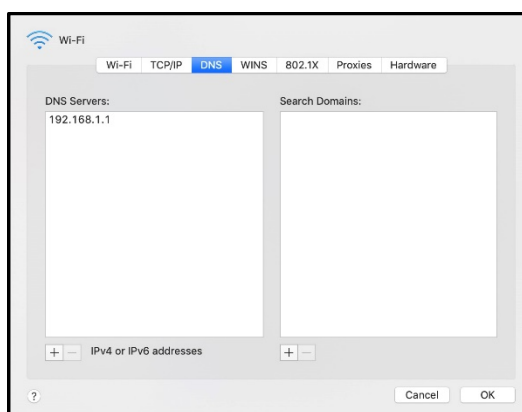 Wi-Fi
Wi-Fi TCP/IP DNS WINS 802.1X Proxies Hardware
DNS Servers: Search Domains:
192.168.1.1
+ − IPv4 or IPv6 addresses + −
? Cancel OK